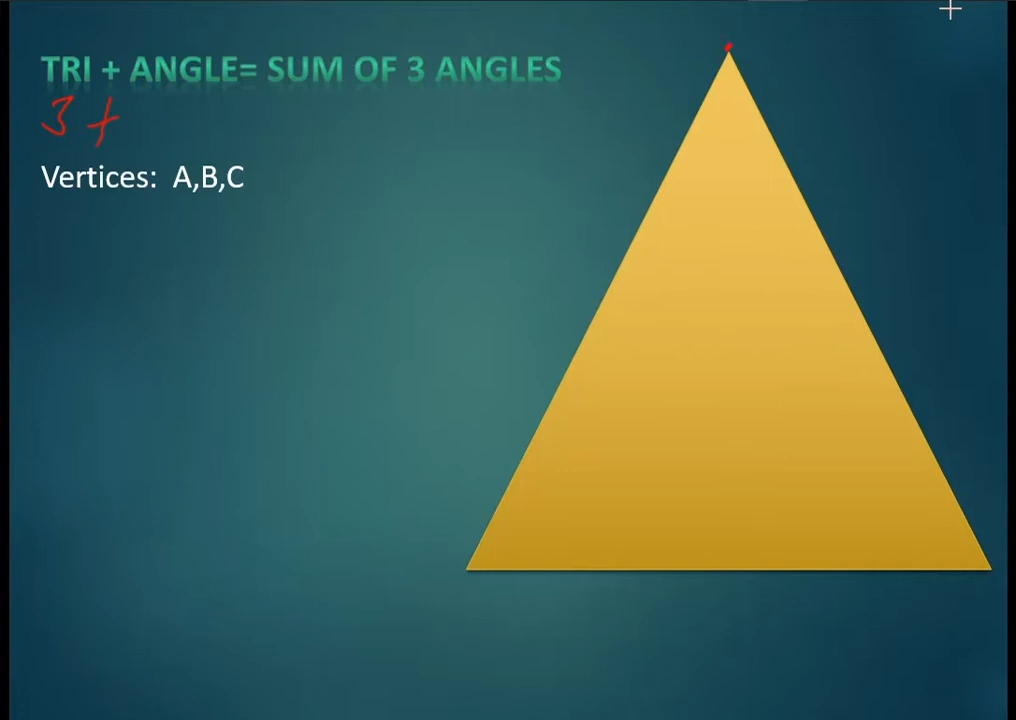 TRI + ANGLE= SUM OF 3 ANGLES
3 +
Vertices: A,B,C